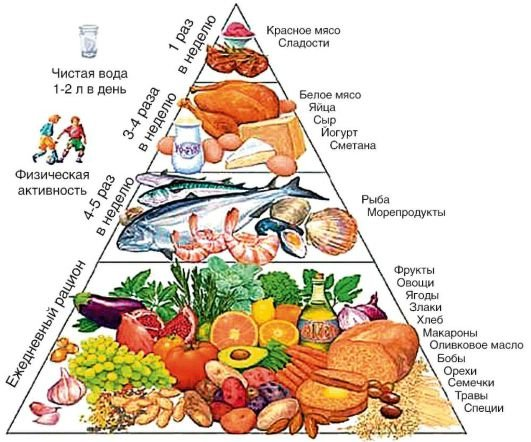 1 раз
в неделю
Красное мясо
Сладости
Чистая вода
1-2 л в день
3-4 раза
в неделю
Белое мясо
Яйца
Сыр
Йогурт
Сметана
Физическая
активность
4-5 раз
в неделю
Рыба
Морепродукты
Ежедневный рацион
Фрукты
Овощи
Ягоды
Злаки
Хлеб
Макароны
Оливковое масло
Бобы
Орехи
Семечки
Травы
Специи